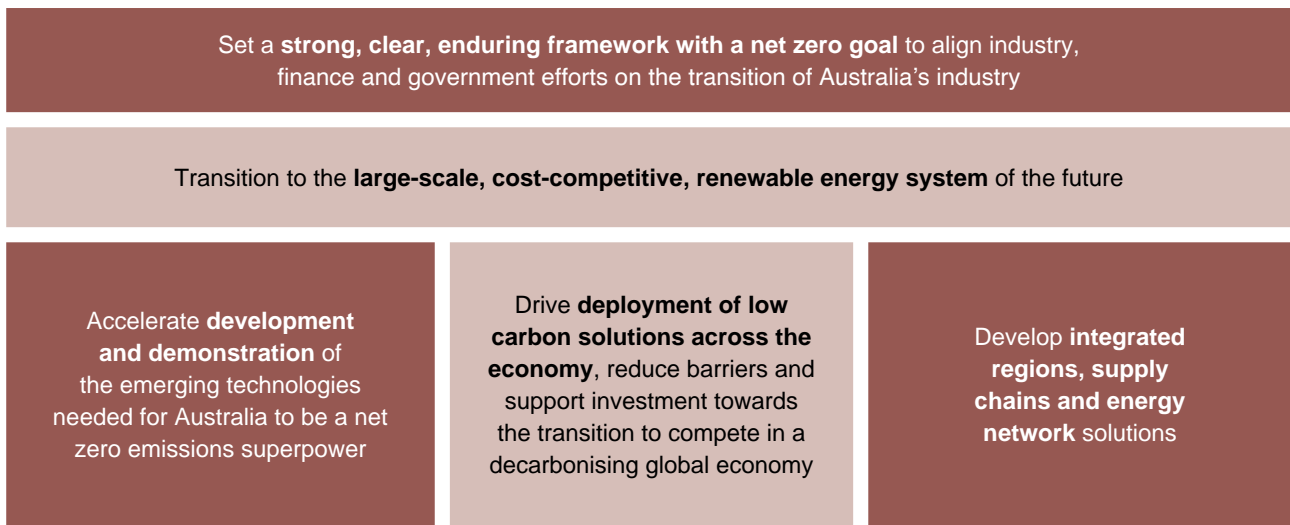 Set a strong, clear, enduring framework with a net zero goal to align industry,
finance and government efforts on the transition of Australia’s industry
Transition to the large-scale, cost-competitive, renewable energy system of the future
Accelerate development
and demonstration of
the emerging technologies
needed for Australia to be a net
zero emissions superpower
Drive deployment of low
carbon solutions across the
economy, reduce barriers and
support investment towards
the transition to compete in a
decarbonising global economy
Develop integrated
regions, supply
chains and energy
network solutions